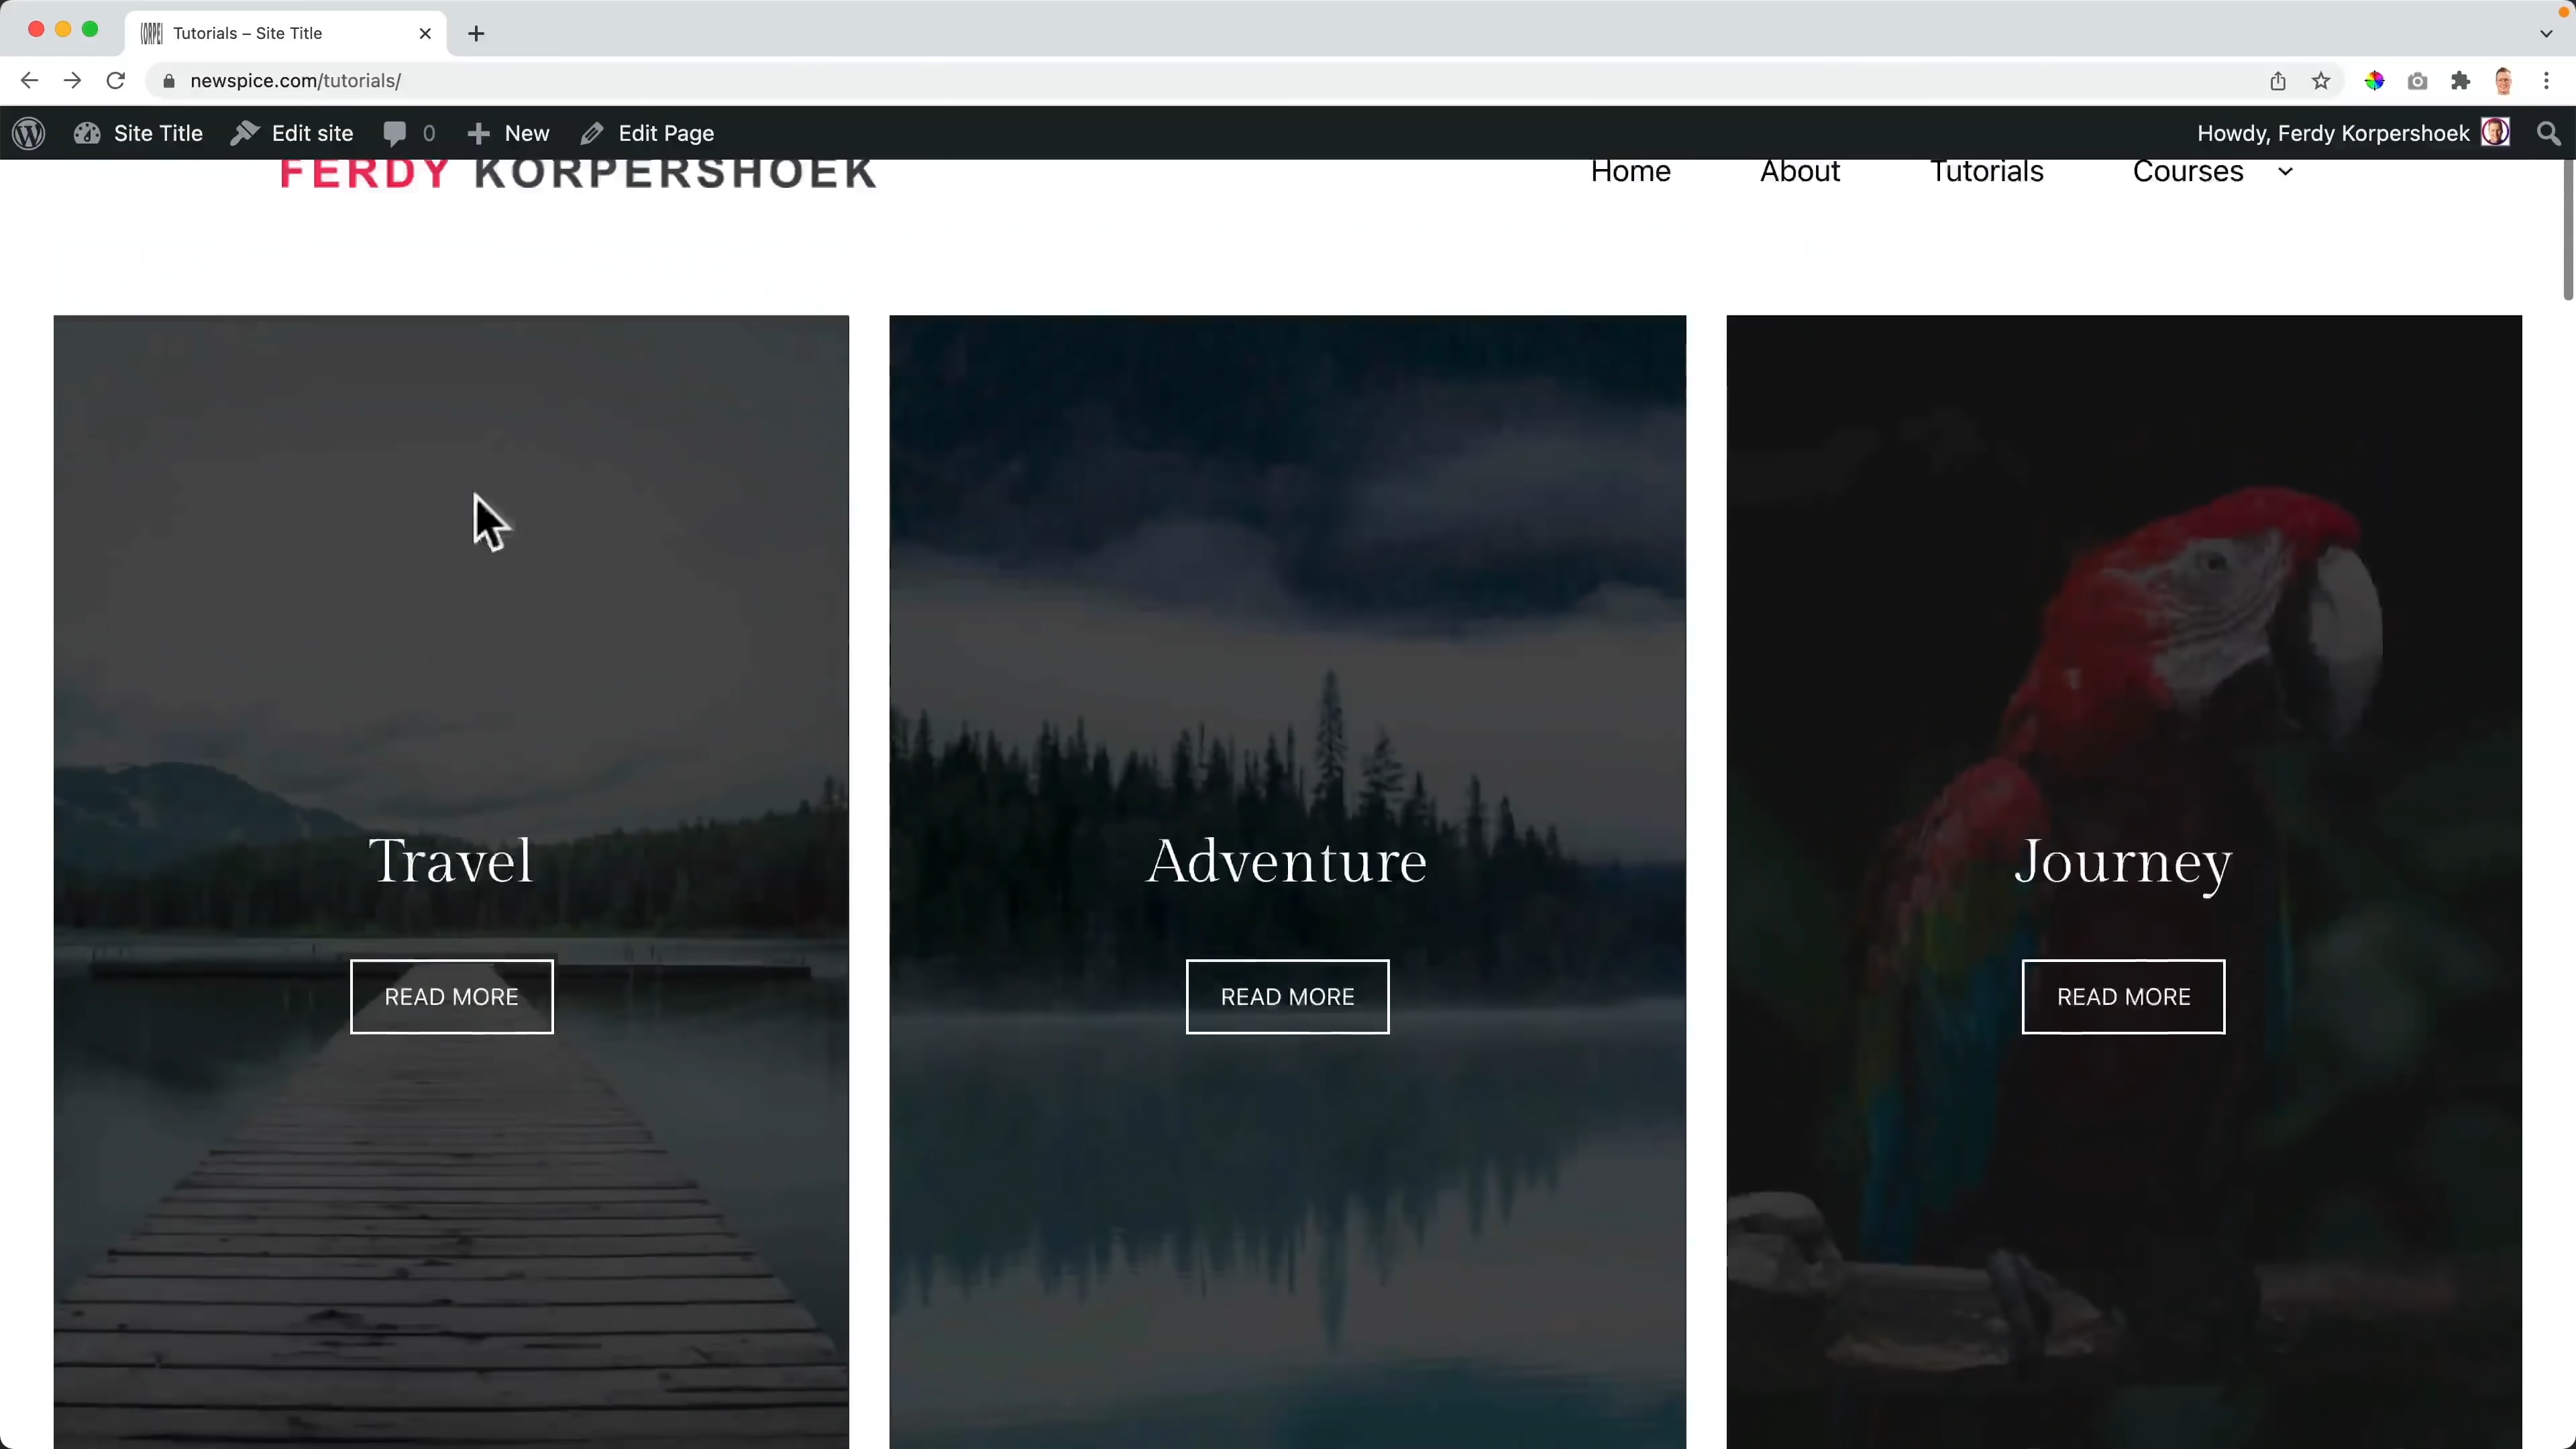 Tutorials – Site Title
newspice.com/tutorials/
Site Title Edit site 0 New Edit Page Howdy, Ferdy Korpershoek
FERDY KORPERSHOEK Home About Tutorials Courses
Travel
READ MORE
Adventure
READ MORE
Journey
READ MORE